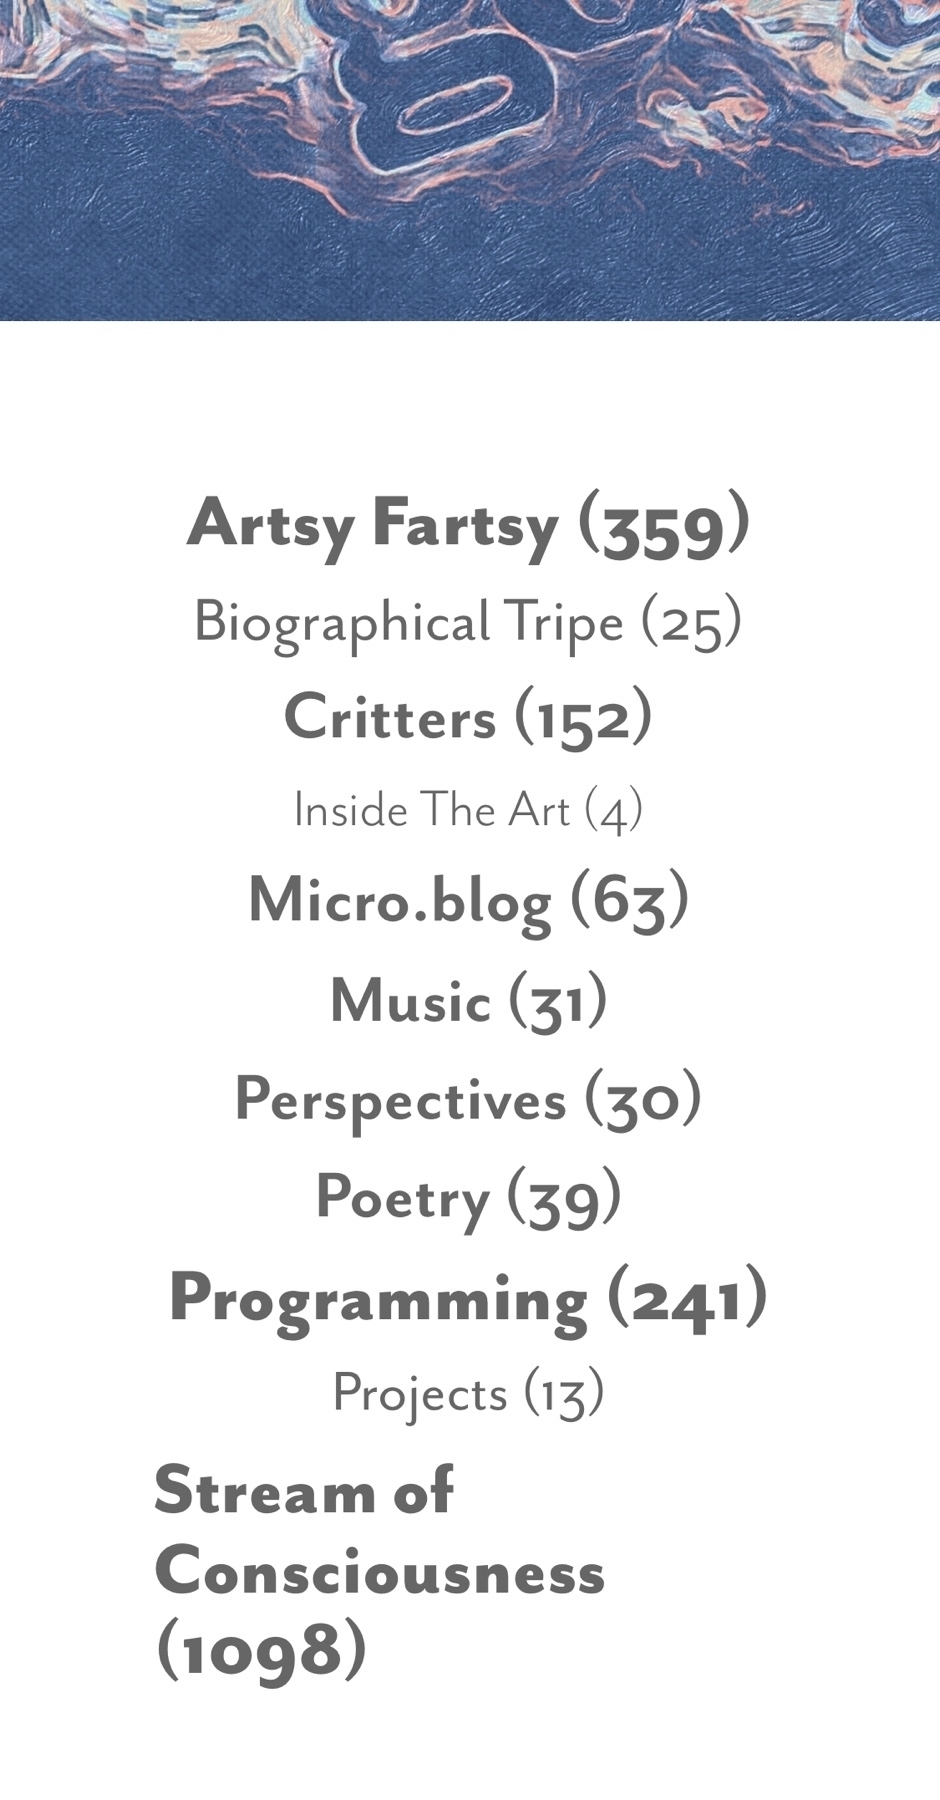 Artsy Fartsy (359)
Biographical Tripe (25)
Critters (152)
Inside The Art (4)
Micro.blog (63)
Music (31)
Perspectives (30)
Poetry (39)
Programming (241)
Projects (13)
Stream of
Consciousness
(1098)